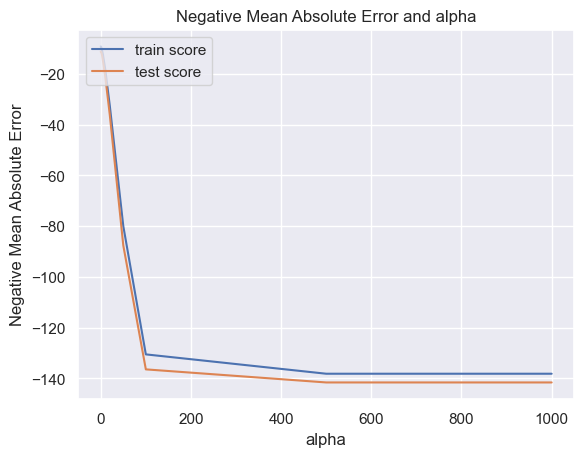 Negative Mean Absolute Error and alpha
train score
test score
Negative Mean Absolute Error
−20
−40
−60
−80
−100
−120
−140
0
200
400
600
800
1000
alpha